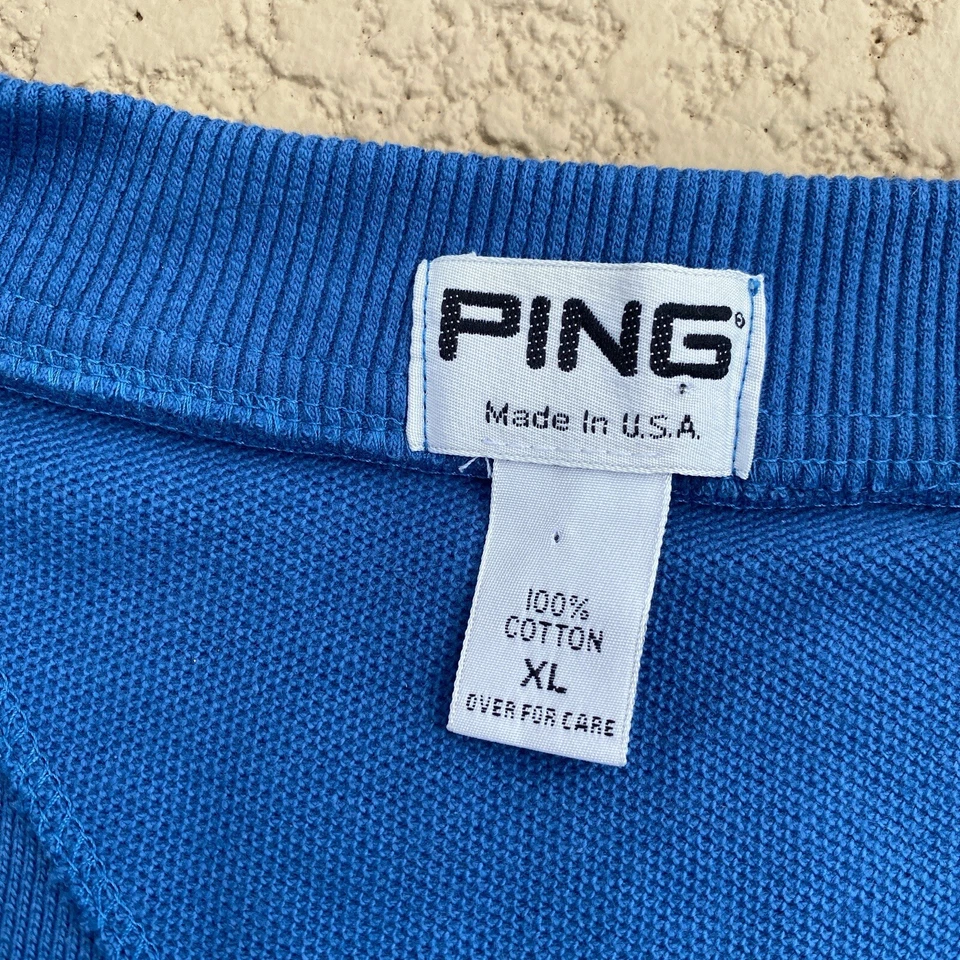 PING®
Made In U.S.A.
100%
COTTON
XL
OVER FOR CARE